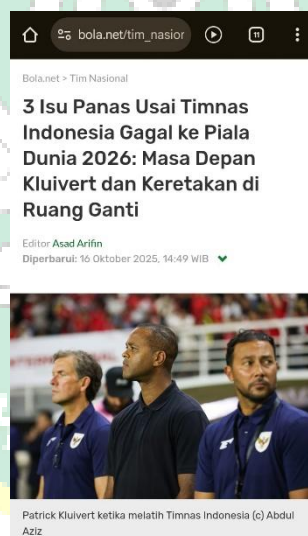 bola.net/tim_nasior
11
Bola.net > Tim Nasional
3 Isu Panas Usai Timnas
Indonesia Gagal ke Piala
Dunia 2026: Masa Depan
Kluivert dan Keretakan di
Ruang Ganti
Editor Asad Arifin
Diperbarui: 16 Oktober 2025, 14:49 WIB
Patrick Kluivert ketika melatih Timnas Indonesia (c) Abdul
Aziz